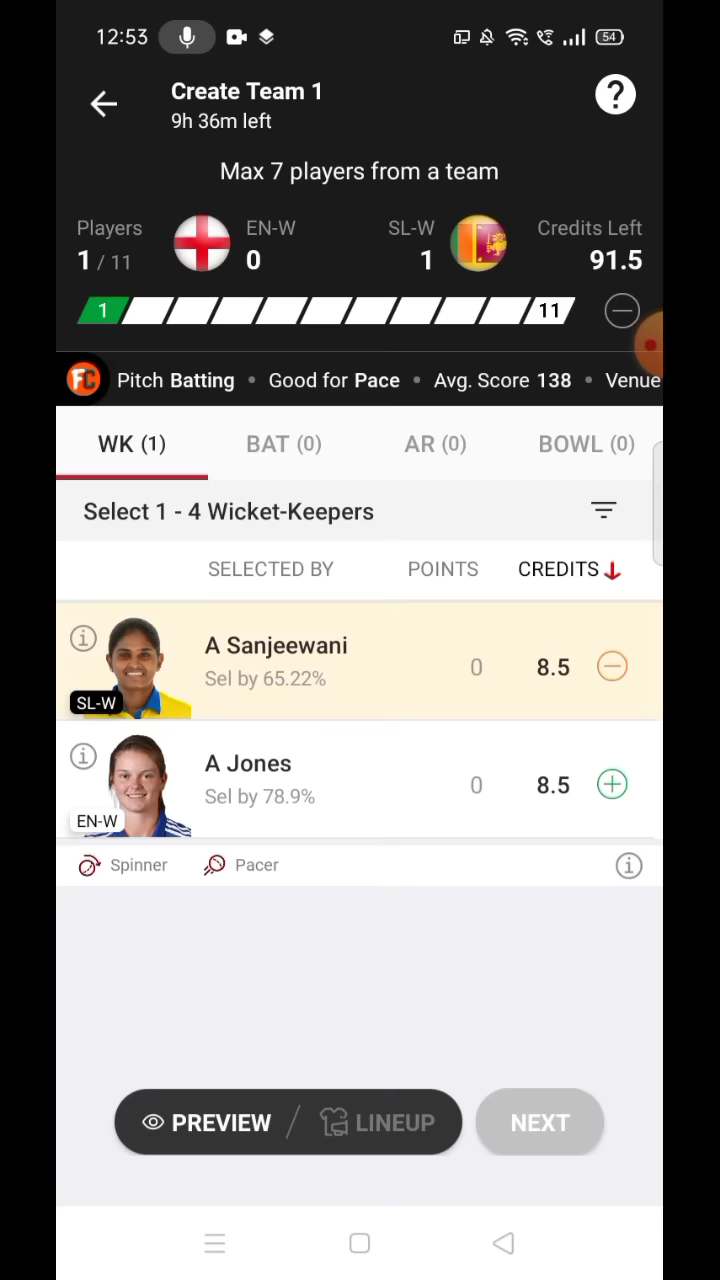 12:53 54
Create Team 1
9h 36m left
?
Max 7 players from a team
Players EN-W SL-W Credits Left
1 / 11 0 1 91.5
1 11
FC Pitch Batting • Good for Pace • Avg. Score 138 • Venue
WK (1) BAT (0) AR (0) BOWL (0)
Select 1 - 4 Wicket-Keepers
SELECTED BY POINTS CREDITS
A Sanjeewani
Sel by 65.22% 0 8.5
SL-W
A Jones
Sel by 78.9% 0 8.5
EN-W
Spinner Pacer
PREVIEW / LINEUP NEXT